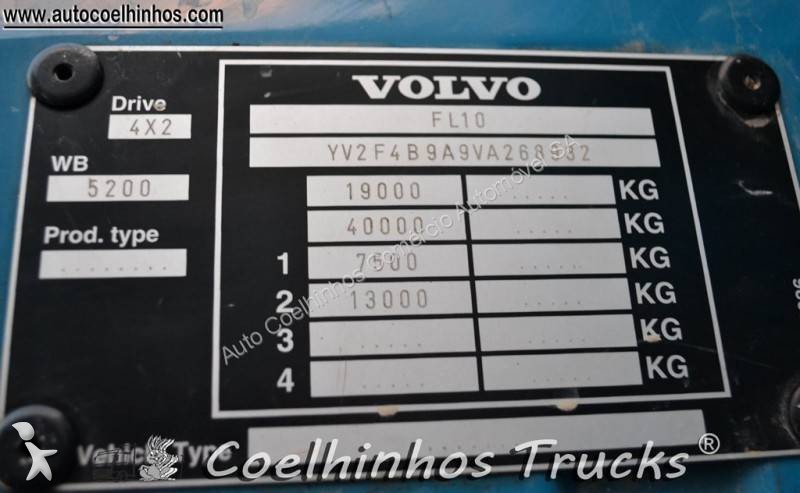 www.autocoelhinhos.com
VOLVO
Drive
4X2
FL10
YV2F4B9A9VA268932
WB
5200
19000 ..... KG
40000 ..... KG
Prod. type
........
1 7500 ..... KG
2 13000 ..... KG
3 ...... ..... KG
4 ..... ..... KG
Vehicle Type
Auto Coelhinhos Comércio Automóvel SA
Coelhinhos Trucks®